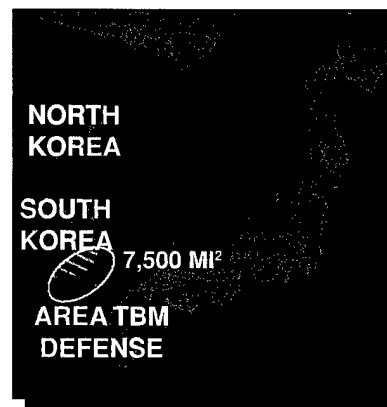 NORTH
KOREA
SOUTH
KOREA
7,500 MI²
AREA TBM
DEFENSE